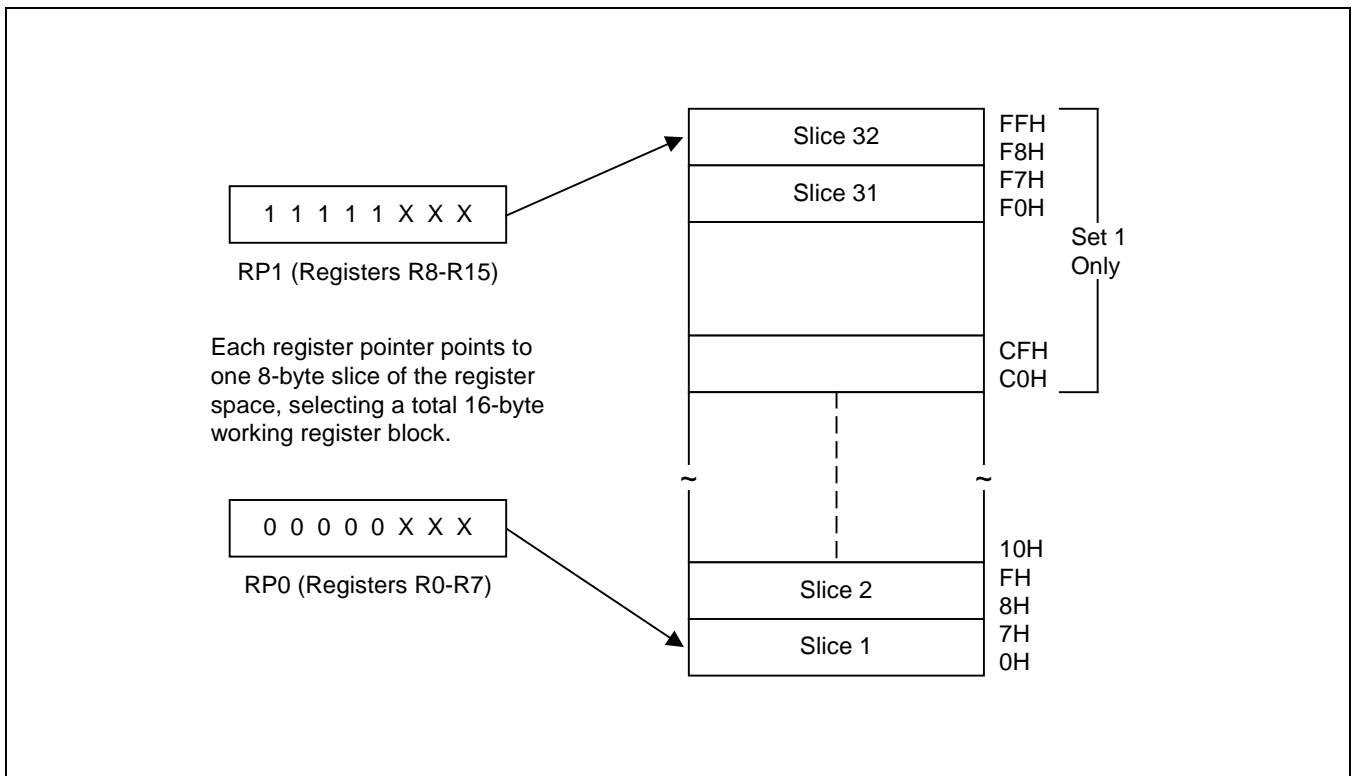 Slice 32
FFH
F8H
Slice 31
F7H
F0H
1 1 1 1 1 X X X
RP1 (Registers R8-R15)
Set 1
Only
Each register pointer points to
one 8-byte slice of the register
space, selecting a total 16-byte
working register block.
CFH
C0H
~ ~
0 0 0 0 0 X X X
RP0 (Registers R0-R7)
10H
Slice 2
FH
8H
Slice 1
7H
0H